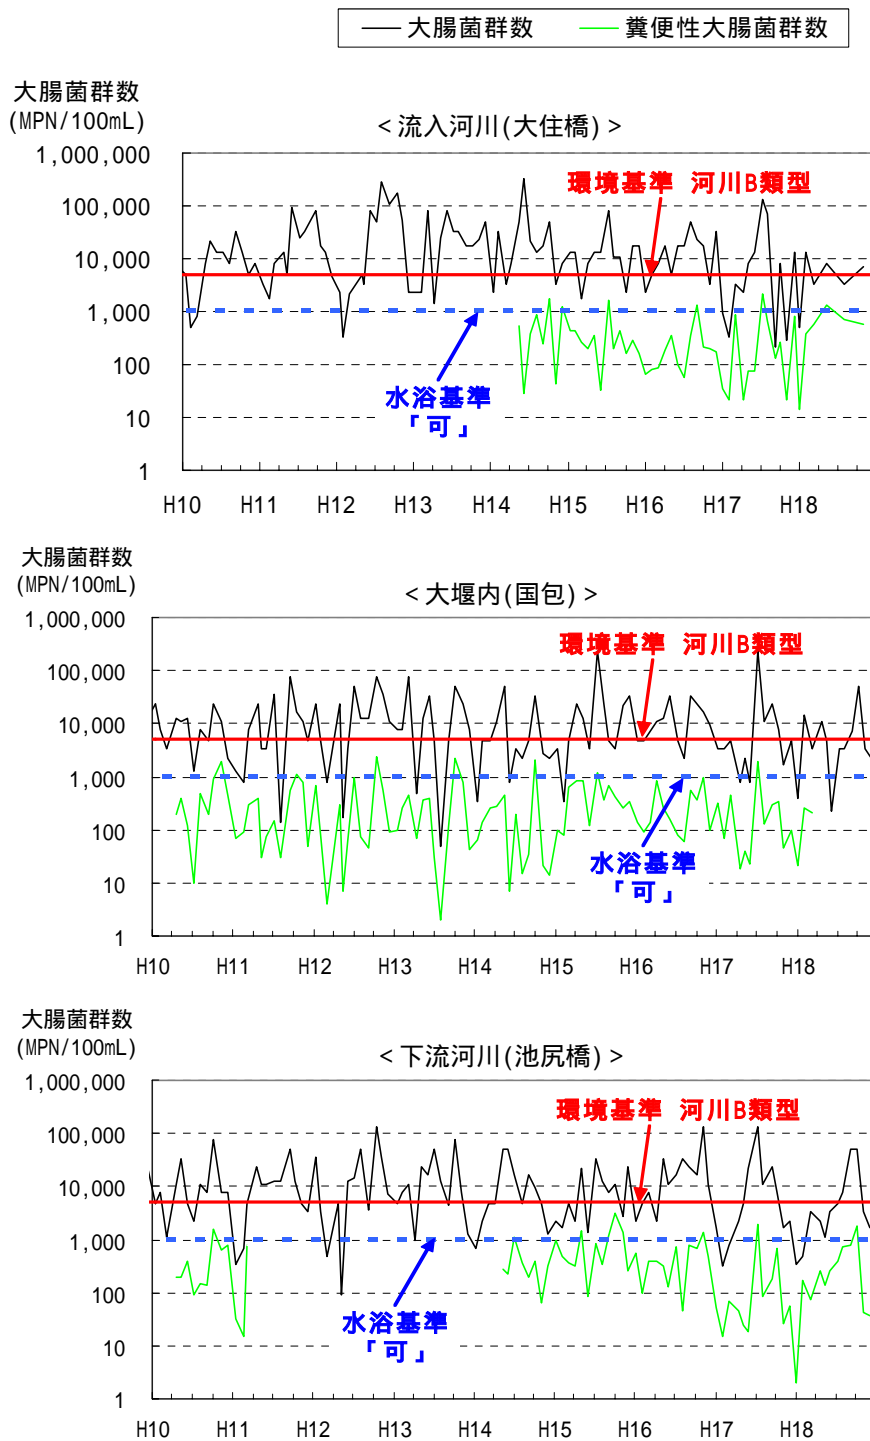 大腸菌群数 糞便性大腸菌群数
大腸菌群数
(MPN/100mL)
＜流入河川(大住橋)＞
1,000,000
環境基準 河川B類型
100,000
10,000
1,000
100
水浴基準
「可」
10
1
H10 H11 H12 H13 H14 H15 H16 H17 H18
大腸菌群数
(MPN/100mL)
＜大堰内(国包)＞
1,000,000
環境基準 河川B類型
100,000
10,000
1,000
100
水浴基準
「可」
10
1
H10 H11 H12 H13 H14 H15 H16 H17 H18
大腸菌群数
(MPN/100mL)
＜下流河川(池尻橋)＞
1,000,000
環境基準 河川B類型
100,000
10,000
1,000
100
水浴基準
「可」
10
1
H10 H11 H12 H13 H14 H15 H16 H17 H18